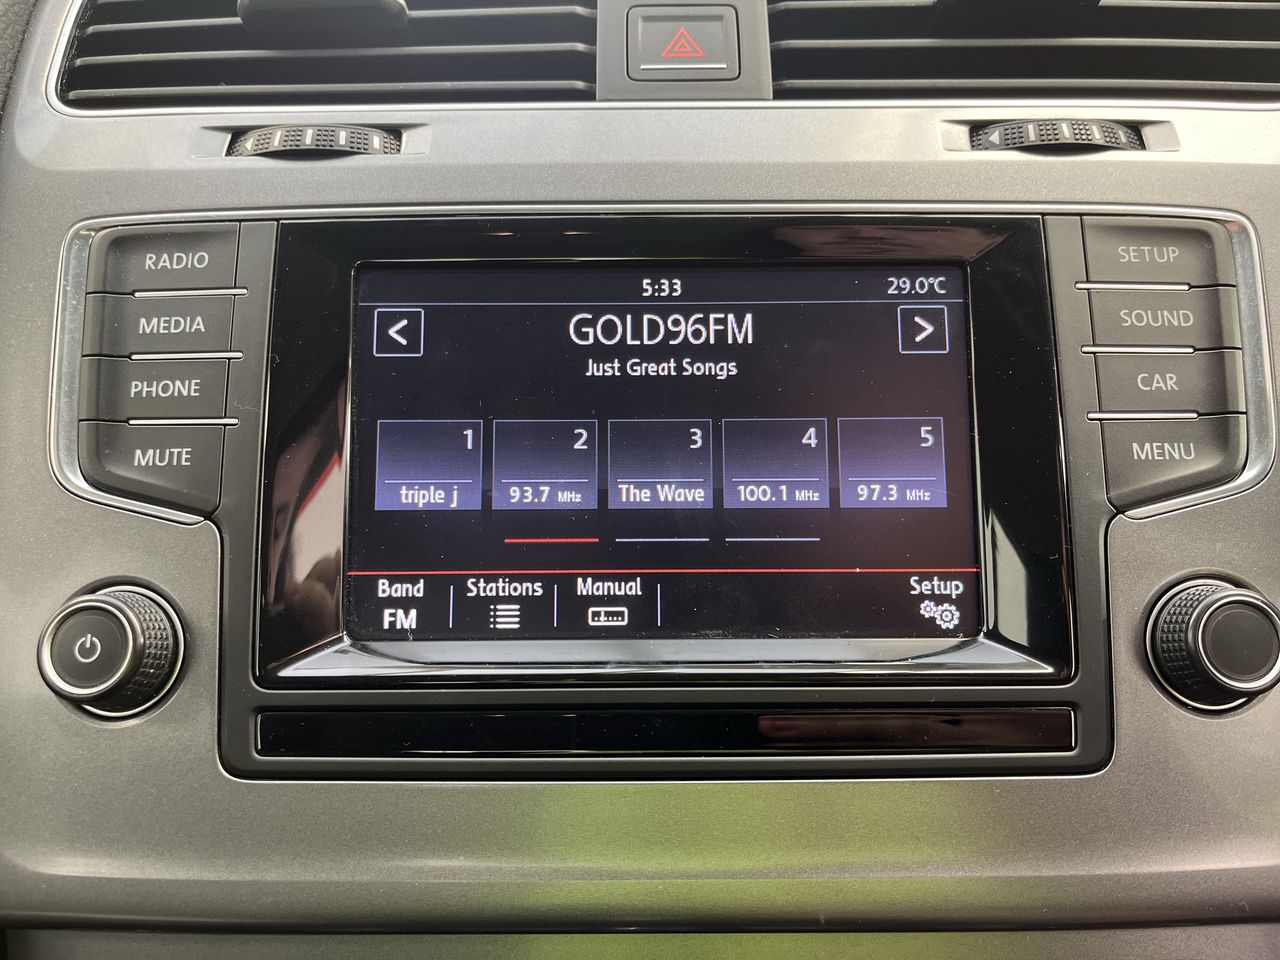 RADIO
MEDIA
PHONE
MUTE
5:33 29.0°C
< GOLD96FM >
Just Great Songs
1 2 3 4 5
triple j 93.7 MHz The Wave 100.1 MHz 97.3 MHz
Band Stations Manual Setup
FM
SETUP
SOUND
CAR
MENU